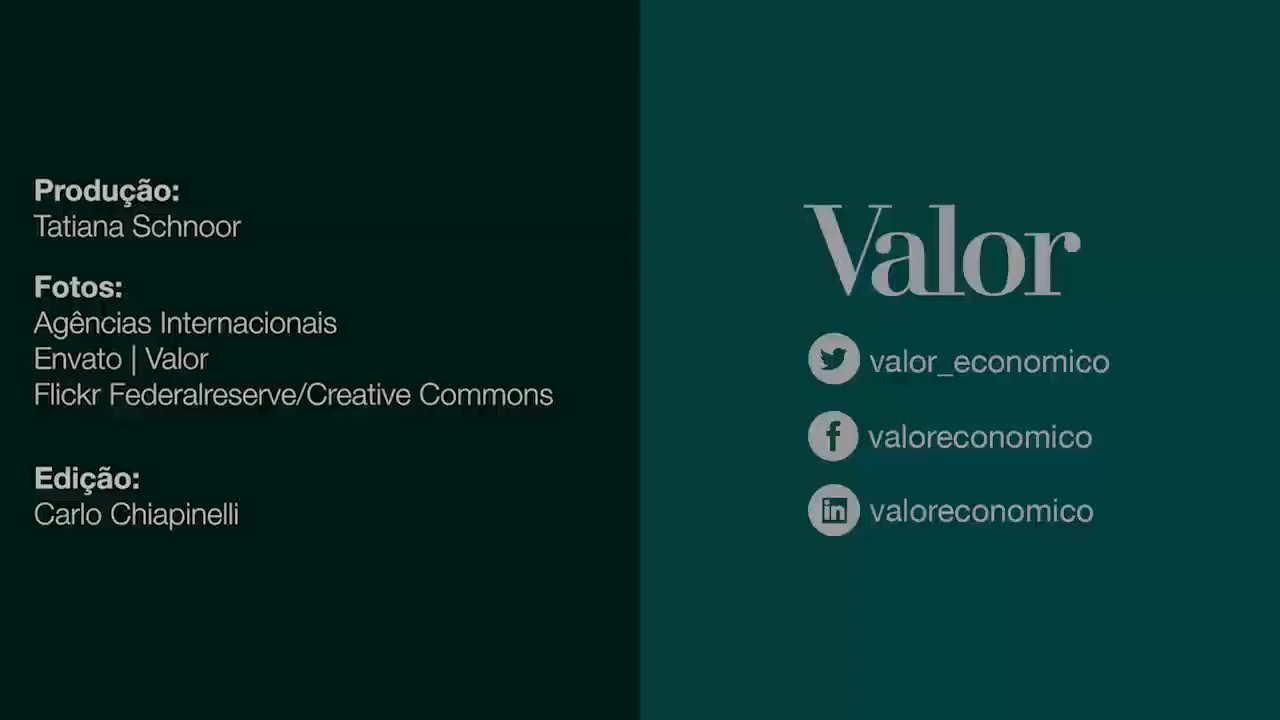 Produção:
Tatiana Schnoor
Fotos:
Agências Internacionais
Envato | Valor
Flickr Federalreserve/Creative Commons
Edição:
Carlo Chiapinelli
Valor
valor_economico
valoreconomico
valoreconomico